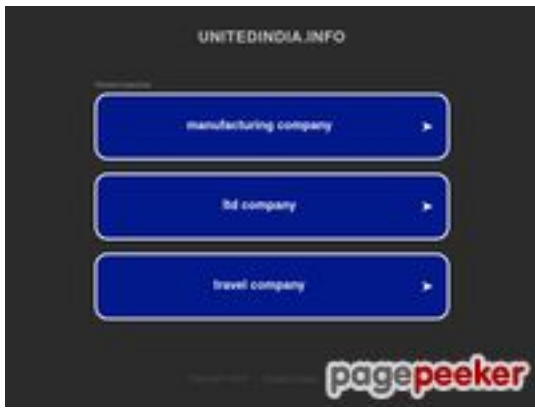 UNITEDINDIA.INFO
manufacturing company
ltd company
travel company
pagepeeker